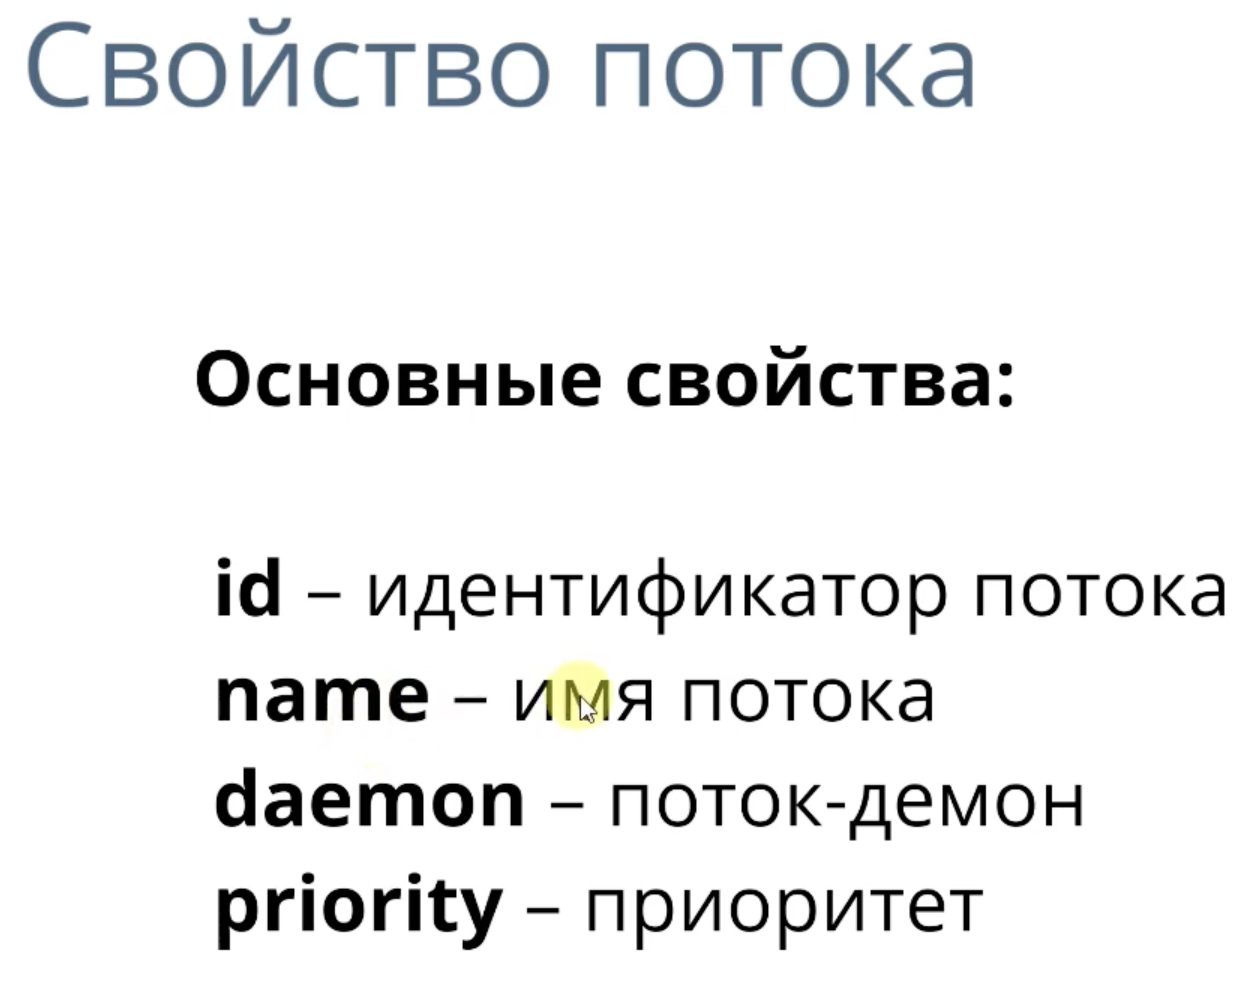 Свойство потока
Основные свойства:
id – идентификатор потока
name – имя потока
daemon – поток-демон
priority – приоритет